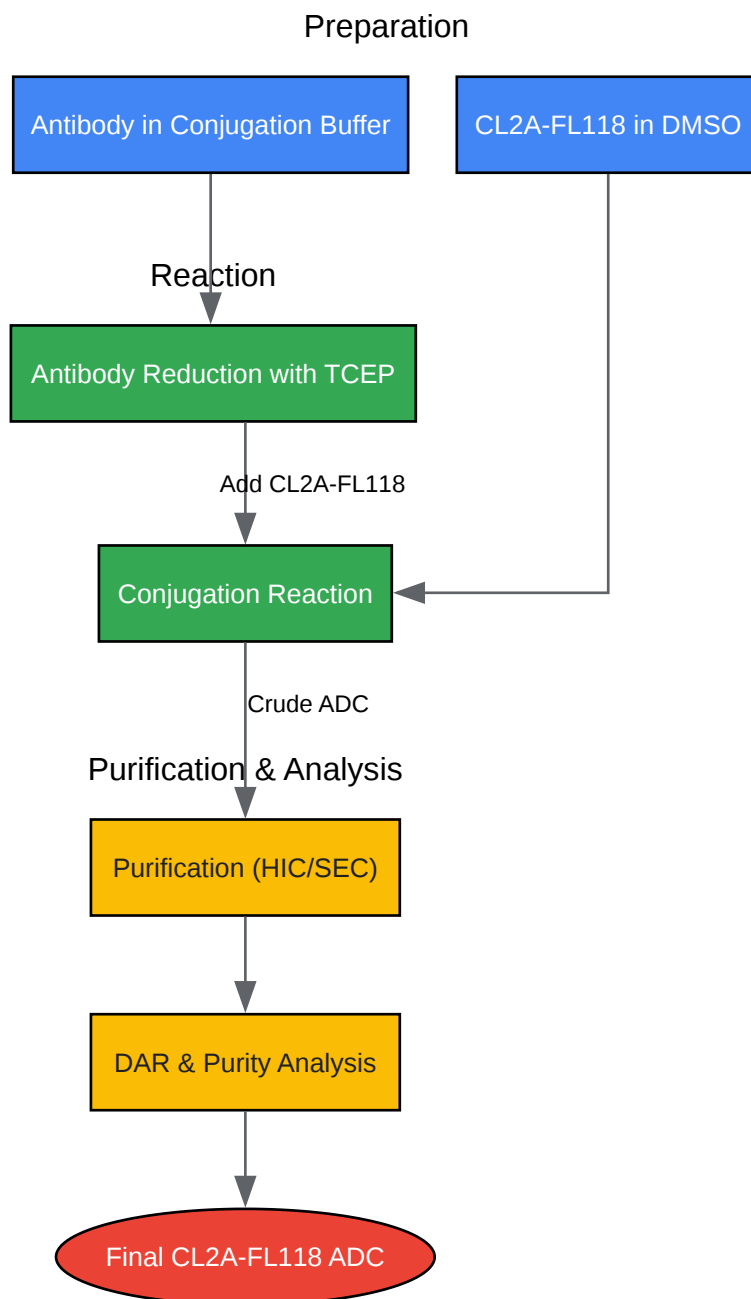 Preparation
Antibody in Conjugation Buffer
CL2A-FL118 in DMSO
Reaction
Antibody Reduction with TCEP
Add CL2A-FL118
Conjugation Reaction
Crude ADC
Purification & Analysis
Purification (HIC/SEC)
DAR & Purity Analysis
Final CL2A-FL118 ADC